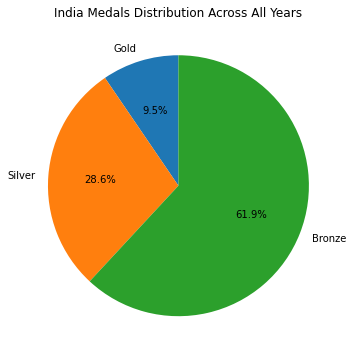 India Medals Distribution Across All Years
Gold
9.5%
Silver
28.6%
61.9%
Bronze